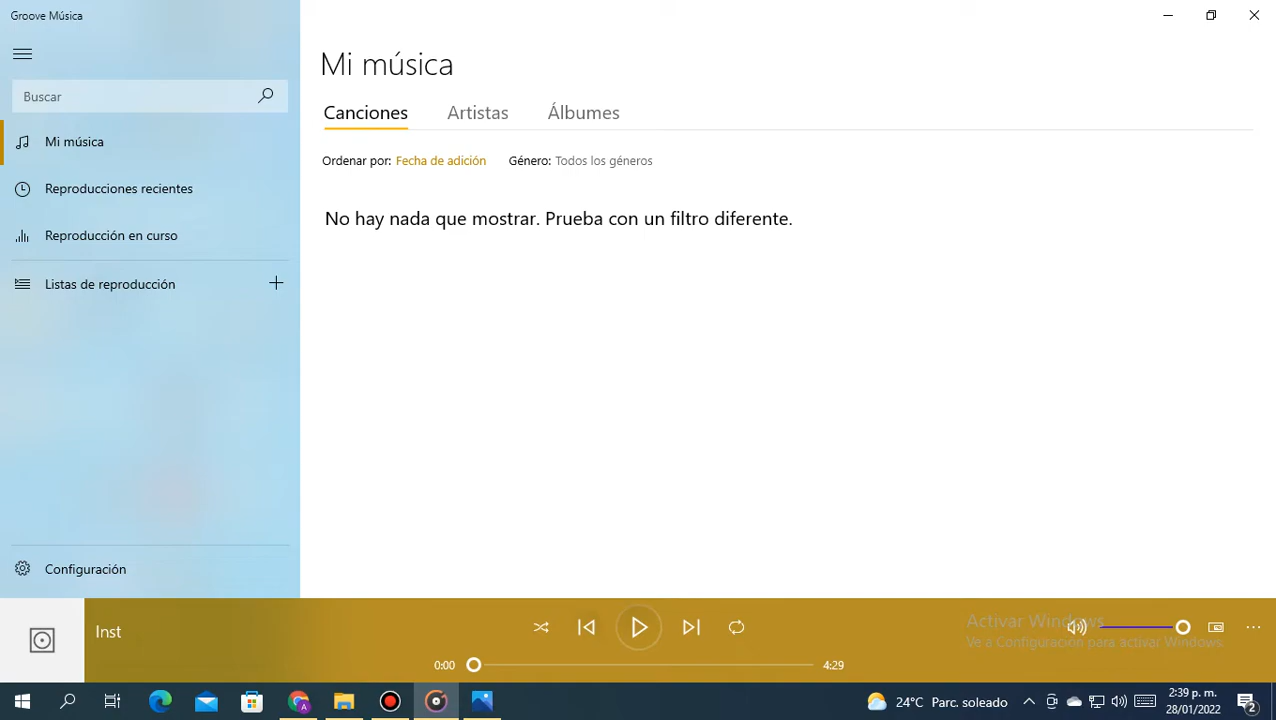 Groove Música
Buscar
Mi música
Reproducciones recientes
Reproducción en curso
Listas de reproducción
Configuración
Mi música
Canciones Artistas Álbumes
Ordenar por: Fecha de adición Género: Todos los géneros
No hay nada que mostrar. Prueba con un filtro diferente.
Inst
0:00
4:29
Activar Windows
Ve a Configuración para activar Windows.
A
24°C Parc. soleado
2:39 p. m.
28/01/2022
2